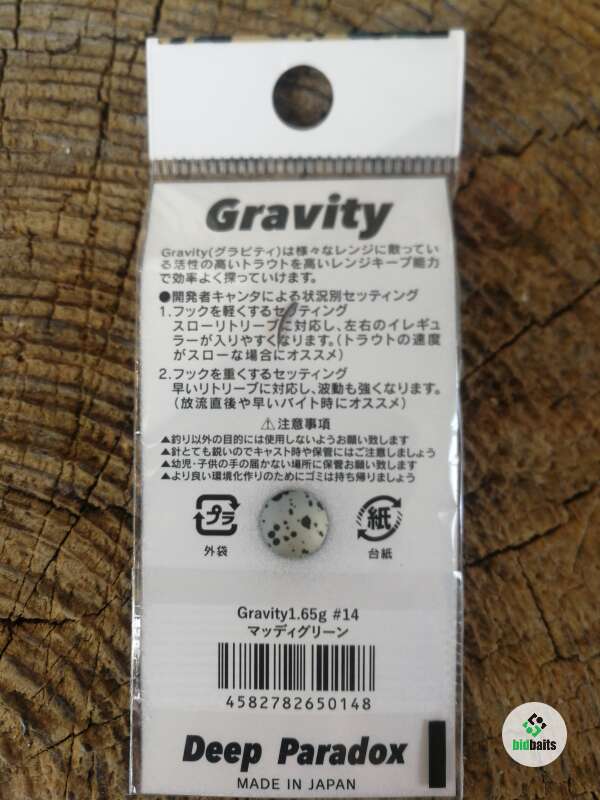 Gravity
Gravity(グラビティ)は様々なレンジに散ってい
る活性の高いトラウトを高いレンジキープ能力
で効率よく探っていけます。
●開発者キャンタによる状況別セッティング
1.フックを軽くするセッティング
スローリトリーブに対応し、左右のイレギュ
ラーが入りやすくなります。(トラウトの速度
がスローな場合にオススメ)
2.フックを重くするセッティング
早いリトリーブに対応し、波動も強くなります。
(放流直後や早いバイト時にオススメ)
⚠注意事項
▲釣り以外の目的には使用しないようお願い致します
▲針とても鋭いのでキャスト時や保管にはご注意しましょう
▲幼児・子供の手の届かない場所に保管お願い致します
▲より良い環境化作りのためにゴミは持ち帰りましょう
プラ 紙
外袋 台紙
Gravity1.65g #14
マッディグリーン
4582782650148
Deep Paradox
MADE IN JAPAN
bidbaits